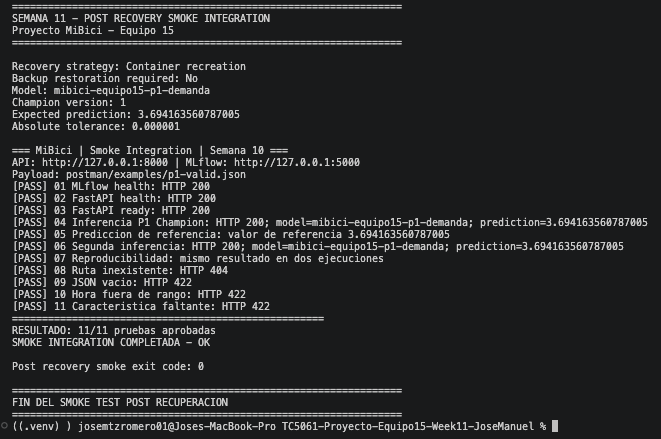 =================================================================
SEMANA 11 - POST RECOVERY SMOKE INTEGRATION
Proyecto MiBici - Equipo 15
=================================================================
Recovery strategy: Container recreation
Backup restoration required: No
Model: mibici-equipo15-p1-demanda
Champion version: 1
Expected prediction: 3.694163560787005
Absolute tolerance: 0.000001
=== MiBici | Smoke Integration | Semana 10 ===
API: http://127.0.0.1:8000 | MLflow: http://127.0.0.1:5000
Payload: postman/examples/p1-valid.json
[PASS] 01 MLflow health: HTTP 200
[PASS] 02 FastAPI health: HTTP 200
[PASS] 03 FastAPI ready: HTTP 200
[PASS] 04 Inferencia P1 Champion: HTTP 200; model=mibici-equipo15-p1-demanda; prediction=3.694163560787005
[PASS] 05 Prediccion de referencia: valor de referencia 3.694163560787005
[PASS] 06 Segunda inferencia: HTTP 200; model=mibici-equipo15-p1-demanda; prediction=3.694163560787005
[PASS] 07 Reproducibilidad: mismo resultado en dos ejecuciones
[PASS] 08 Ruta inexistente: HTTP 404
[PASS] 09 JSON vacio: HTTP 422
[PASS] 10 Hora fuera de rango: HTTP 422
[PASS] 11 Caracteristica faltante: HTTP 422
====================================================
RESULTADO: 11/11 pruebas aprobadas
SMOKE INTEGRATION COMPLETADA - OK
Post recovery smoke exit code: 0
=================================================================
FIN DEL SMOKE TEST POST RECUPERACION
=================================================================
((.venv) ) josemtzromero01@Joses-MacBook-Pro TC5061-Proyecto-Equipo15-Week11-JoseManuel %